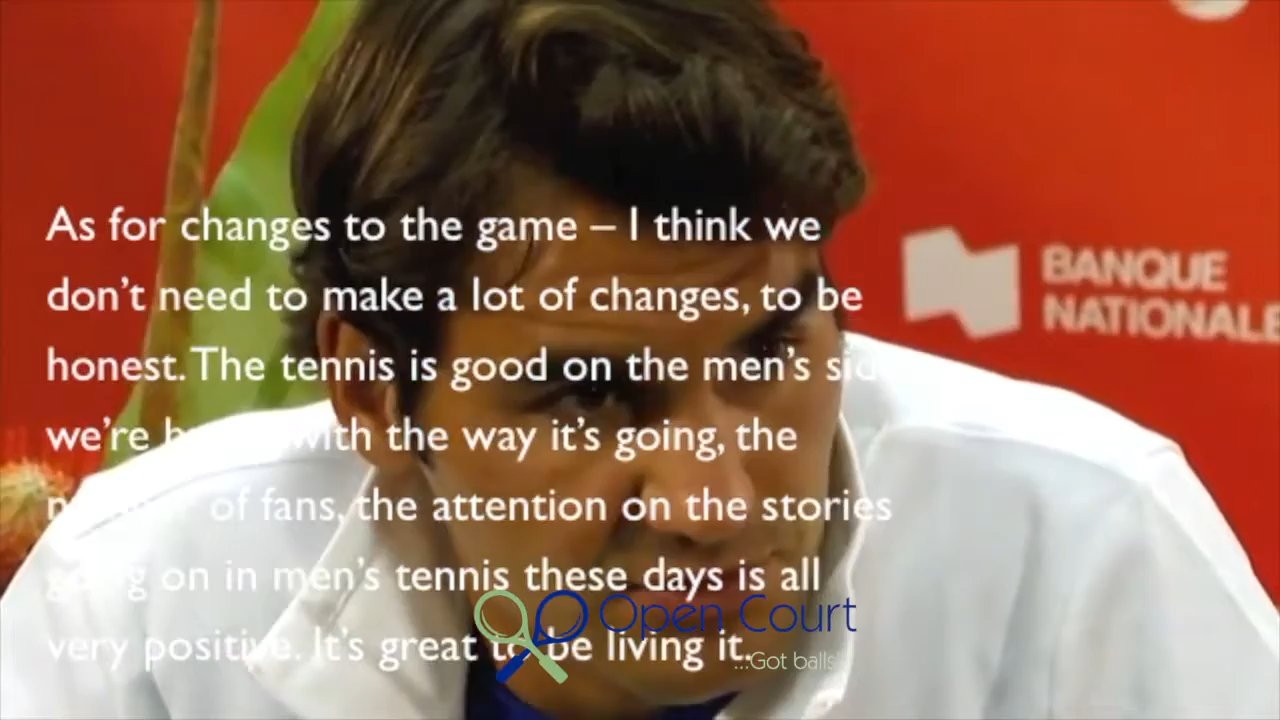 As for changes to the game – I think we
don't need to make a lot of changes, to be
honest. The tennis is good on the men's
we're with the way it's going, the
of fans, the attention on the stories
going on in men's tennis these days is all
very positive. It's great to be living it.
BANQUE
NATIONALE
Open Court
...Got balls